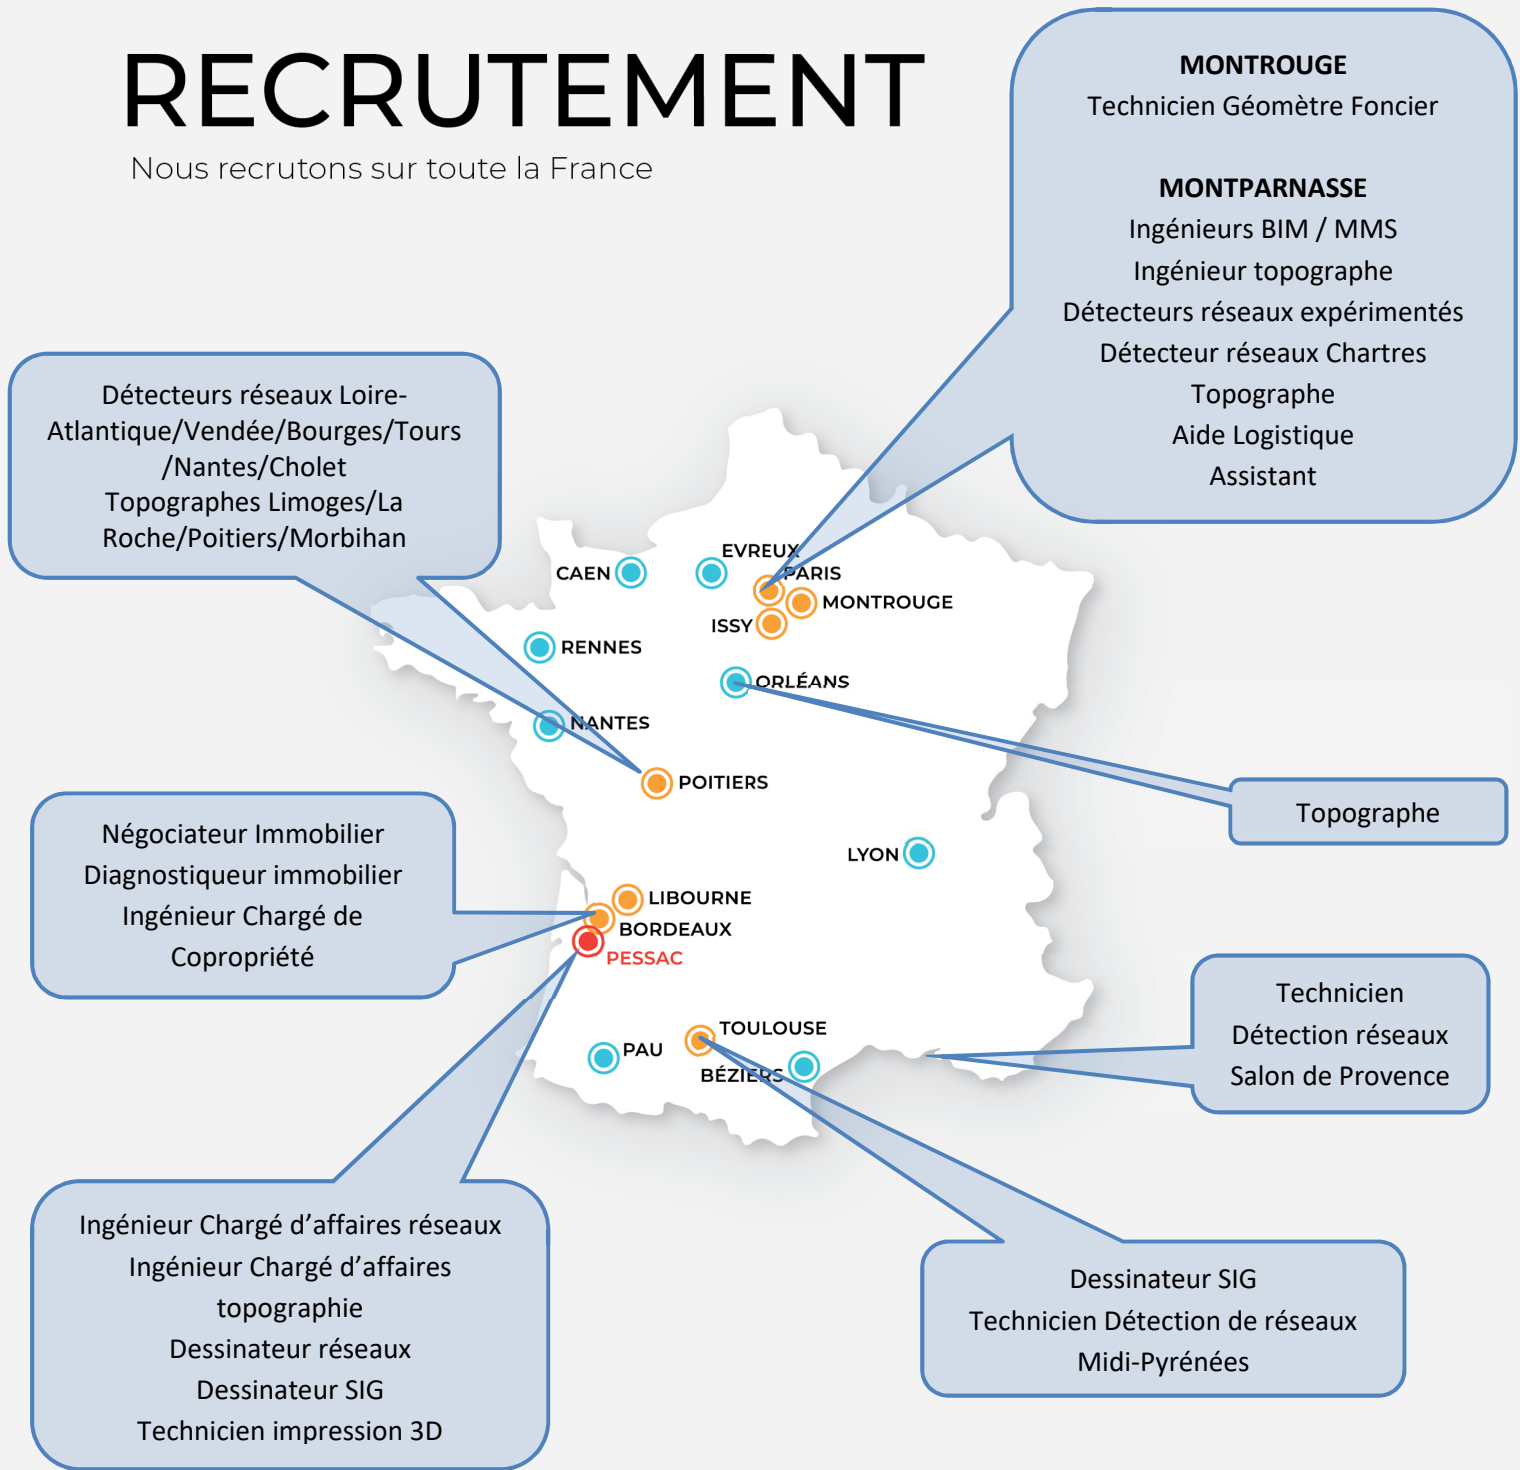 RECRUTEMENT
Nous recrutons sur toute la France
MONTROUGE
Technicien Géomètre Foncier
MONTPARNASSE
Ingénieurs BIM / MMS
Ingénieur topographe
Détecteurs réseaux expérimentés
Détecteur réseaux Chartres
Topographe
Aide Logistique
Assistant
Détecteurs réseaux Loire-
Atlantique/Vendée/Bourges/Tours
/Nantes/Cholet
Topographes Limoges/La
Roche/Poitiers/Morbihan
EVREUX
CAEN
PARIS
MONTROUGE
ISSY
RENNES
ORLÉANS
NANTES
POITIERS
Topographe
Négociateur Immobilier
Diagnostiqueur immobilier
Ingénieur Chargé de
Copropriété
LYON
LIBOURNE
BORDEAUX
PESSAC
Technicien
Détection réseaux
Salon de Provence
TOULOUSE
PAU
BÉZIERS
Ingénieur Chargé d’affaires réseaux
Ingénieur Chargé d’affaires
topographie
Dessinateur réseaux
Dessinateur SIG
Technicien impression 3D
Dessinateur SIG
Technicien Détection de réseaux
Midi-Pyrénées